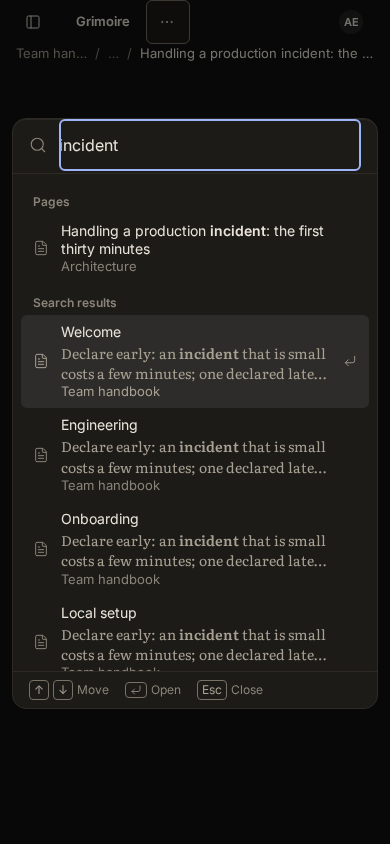 Grimoire
AE
Team han... / ... / Handling a production incident: the ...
incident
Pages
Handling a production incident: the first
thirty minutes
Architecture
Search results
Welcome
Declare early: an incident that is small
costs a few minutes; one declared late...
Team handbook
Engineering
Declare early: an incident that is small
costs a few minutes; one declared late...
Team handbook
Onboarding
Declare early: an incident that is small
costs a few minutes; one declared late...
Team handbook
Local setup
Declare early: an incident that is small
costs a few minutes; one declared late...
Team handbook
Move Open Esc Close